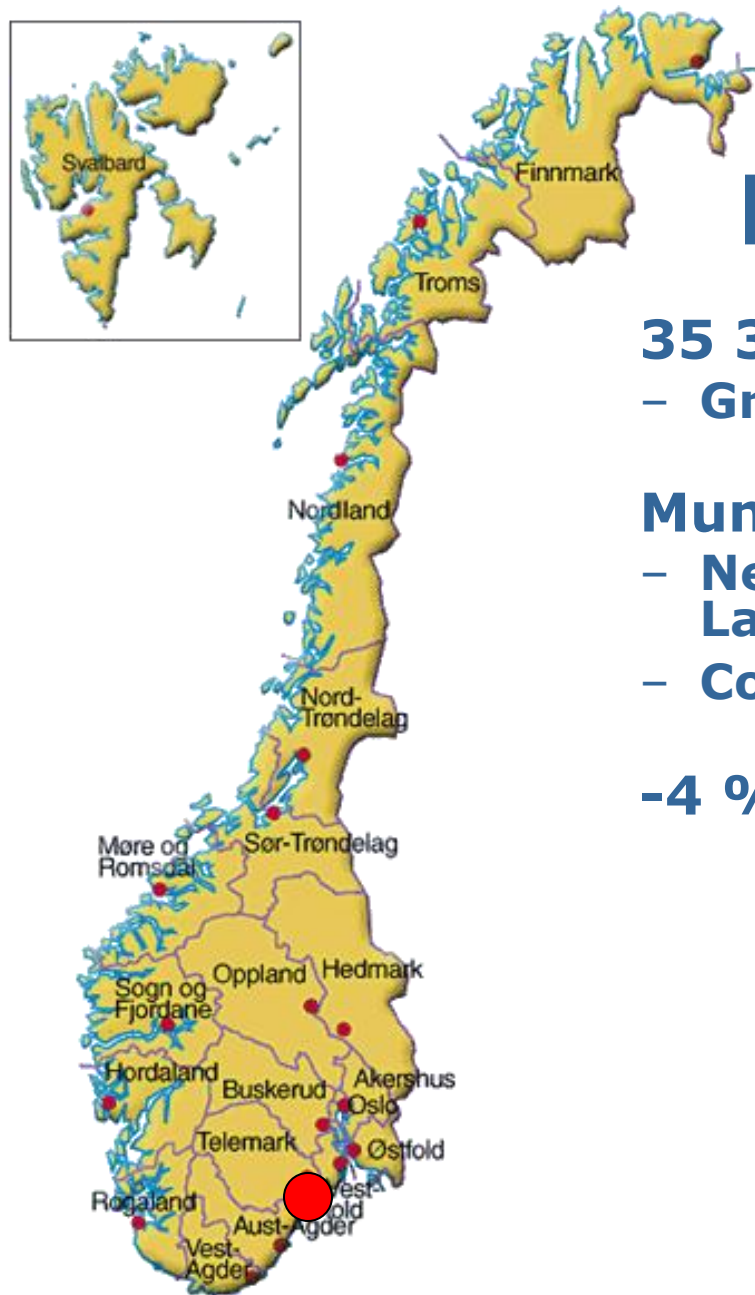 Svalbard
Finnmark
Troms
Nordland
Nord-
Trøndelag
Sør-Trøndelag
Møre og
Romsdal
Oppland
Hedmark
Sogn og
Fjordane
Hordaland
Buskerud
Akershus
Oslo
Telemark
Østfold
Rogaland
Vest-
old
Aust-Agder
Vest-
Agder
35 3
– Gr
Mun
– Ne
La
– Co
-4 %